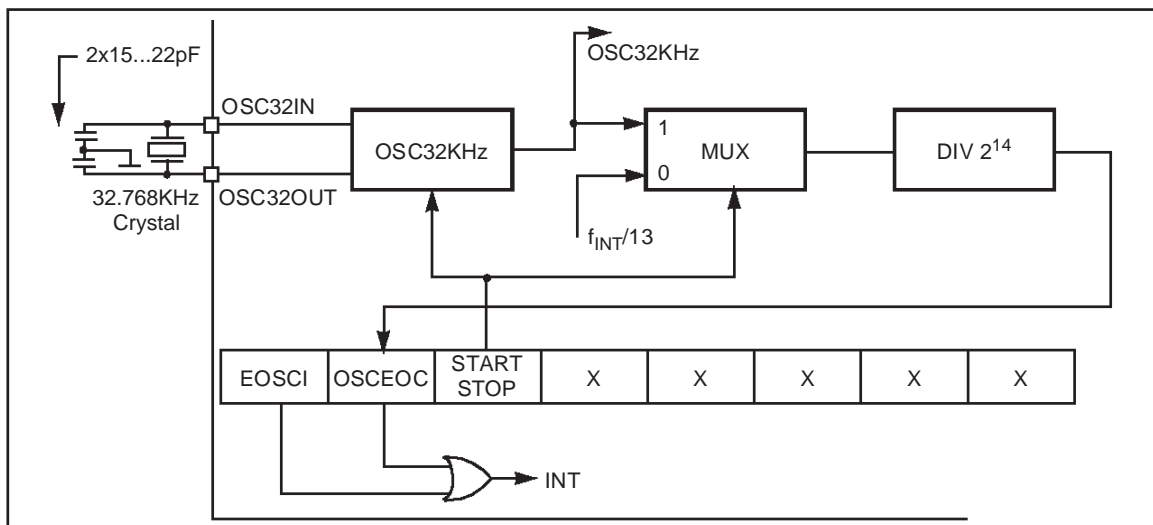 2x15...22pF
OSC32KHz
OSC32IN
OSC32KHz
1
MUX
0
DIV 2¹⁴
32.768KHz
Crystal
OSC32OUT
fINT/13
EOSCI
OSCEOC
START
STOP
X
X
X
X
X
INT